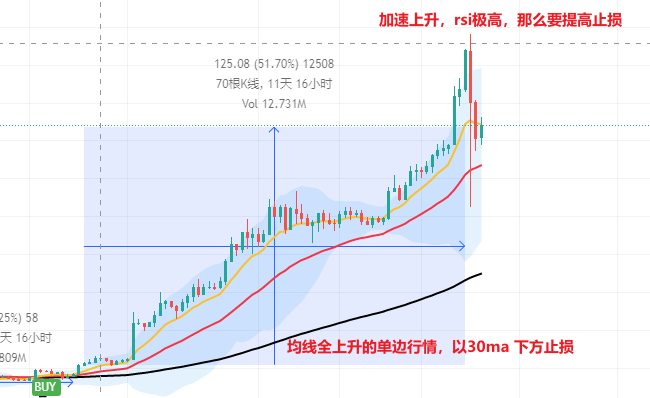 加速上升，rsi极高，那么要提高止损
125.08 (51.70%) 12508
70根K线, 11天 16小时
Vol 12.731M
25%) 58
天 16小时
809M
均线全上升的单边行情，以30ma 下方止损
BUY